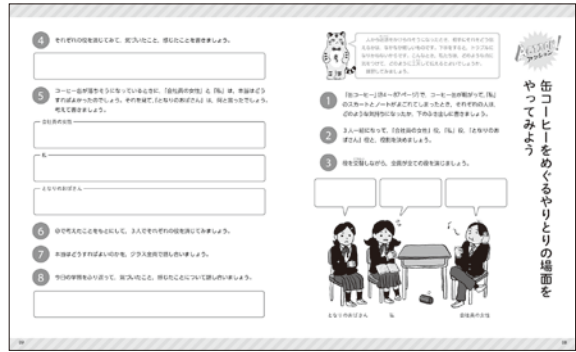 缶コーヒーをめぐるやりとりの場面を
やってみよう
1
「缶コーヒー」(84～87ページ)で、コーヒー缶が転がって、「私」
のスカートとノートがよごれてしまったとき、それぞれの人は、
どのような気持ちになったか、下のふき出しに書きましょう。
2
3人一組になって、「会社員の女性」役、「私」役、「となりのお
ばさん」役と、役割を決めましょう。
3
役を交替しながら、全員が全ての役を演じましょう。
となりのおばさん
私
会社員の女性
4
それぞれの役を演じてみて、気づいたこと、感じたことを書きましょう。
5
コーヒー缶が落ちそうになっているときに、「会社員の女性」と「私」は、本当はどう
すればよかったのでしょう。それを見て、「となりのおばさん」は、何と言ったでしょう。
考えて書きましょう。
会社員の女性
私
となりのおばさん
6
⑤で考えたことをもとにして、3人でそれぞれの役を演じてみましょう。
7
本当はどうすればよいのかを、クラス全体で話し合いましょう。
8
今日の学習をふり返って、気づいたこと、感じたことについて話し合いましょう。